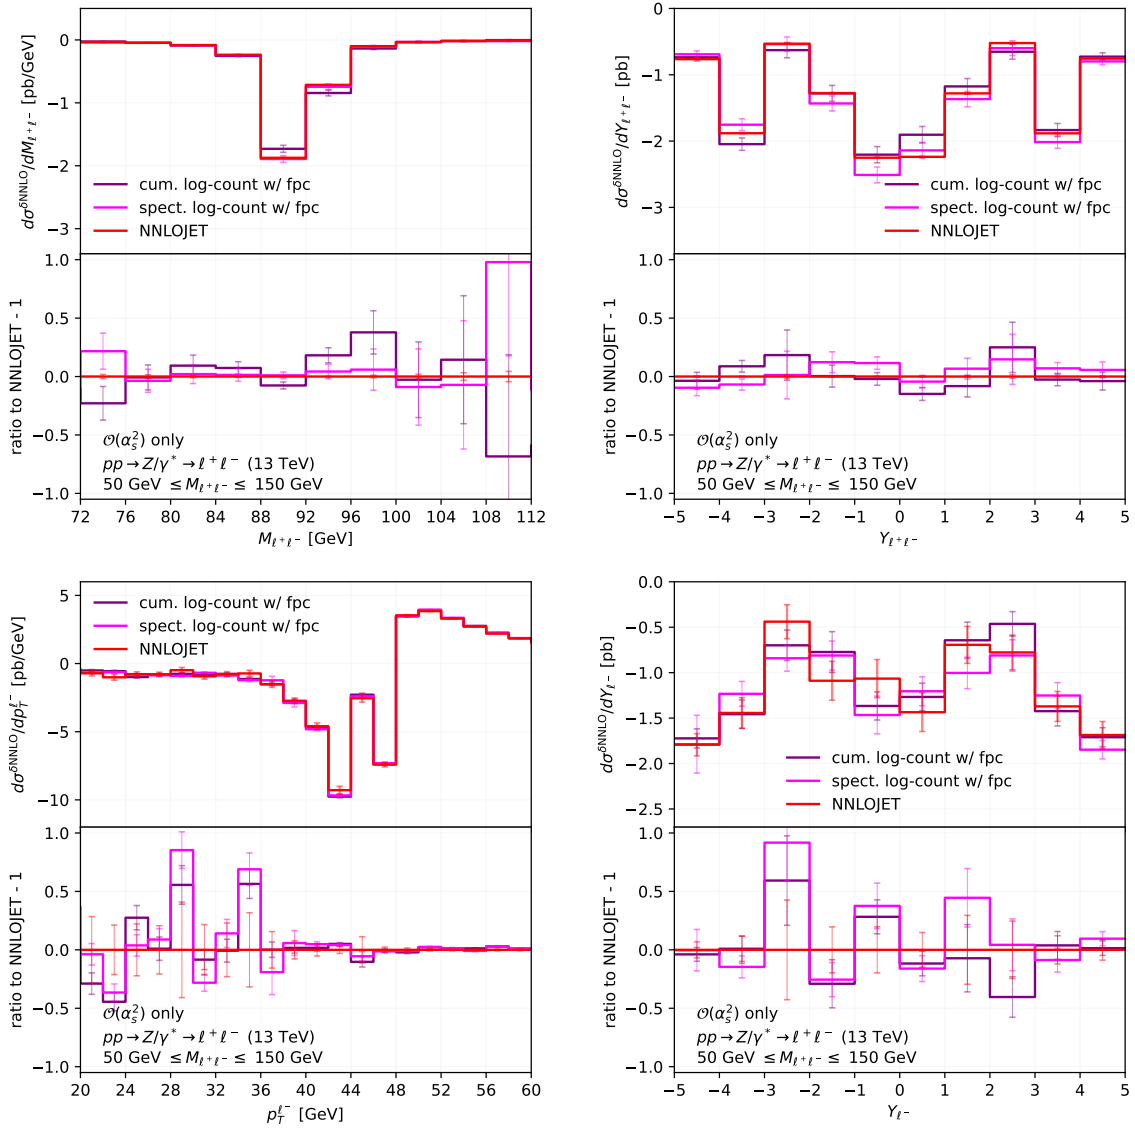 dσ^δNNLO/dM_ℓ⁺ℓ⁻ [pb/GeV]
0
−1
−2
−3
cum. log-count w/ fpc
spect. log-count w/ fpc
NNLOJET
ratio to NNLOJET - 1
1.0
0.5
0.0
−0.5
−1.0
𝒪(α_s²) only
pp → Z/γ* → ℓ⁺ℓ⁻ (13 TeV)
50 GeV ≤ M_ℓ⁺ℓ⁻ ≤ 150 GeV
72 76 80 84 88 92 96 100 104 108 112
M_ℓ⁺ℓ⁻ [GeV]
dσ^δNNLO/dY_ℓ⁺ℓ⁻ [pb]
0
−1
−2
−3
cum. log-count w/ fpc
spect. log-count w/ fpc
NNLOJET
ratio to NNLOJET - 1
1.0
0.5
0.0
−0.5
−1.0
𝒪(α_s²) only
pp → Z/γ* → ℓ⁺ℓ⁻ (13 TeV)
50 GeV ≤ M_ℓ⁺ℓ⁻ ≤ 150 GeV
−5 −4 −3 −2 −1 0 1 2 3 4 5
Y_ℓ⁺ℓ⁻
dσ^δNNLO/dp_T^ℓ⁻ [pb/GeV]
5
0
−5
−10
cum. log-count w/ fpc
spect. log-count w/ fpc
NNLOJET
ratio to NNLOJET - 1
1.0
0.5
0.0
−0.5
−1.0
𝒪(α_s²) only
pp → Z/γ* → ℓ⁺ℓ⁻ (13 TeV)
50 GeV ≤ M_ℓ⁺ℓ⁻ ≤ 150 GeV
20 24 28 32 36 40 44 48 52 56 60
p_T^ℓ⁻ [GeV]
dσ^δNNLO/dY_ℓ⁻ [pb]
0.0
−0.5
−1.0
−1.5
−2.0
−2.5
cum. log-count w/ fpc
spect. log-count w/ fpc
NNLOJET
ratio to NNLOJET - 1
1.0
0.5
0.0
−0.5
−1.0
𝒪(α_s²) only
pp → Z/γ* → ℓ⁺ℓ⁻ (13 TeV)
50 GeV ≤ M_ℓ⁺ℓ⁻ ≤ 150 GeV
−5 −4 −3 −2 −1 0 1 2 3 4 5
Y_ℓ⁻